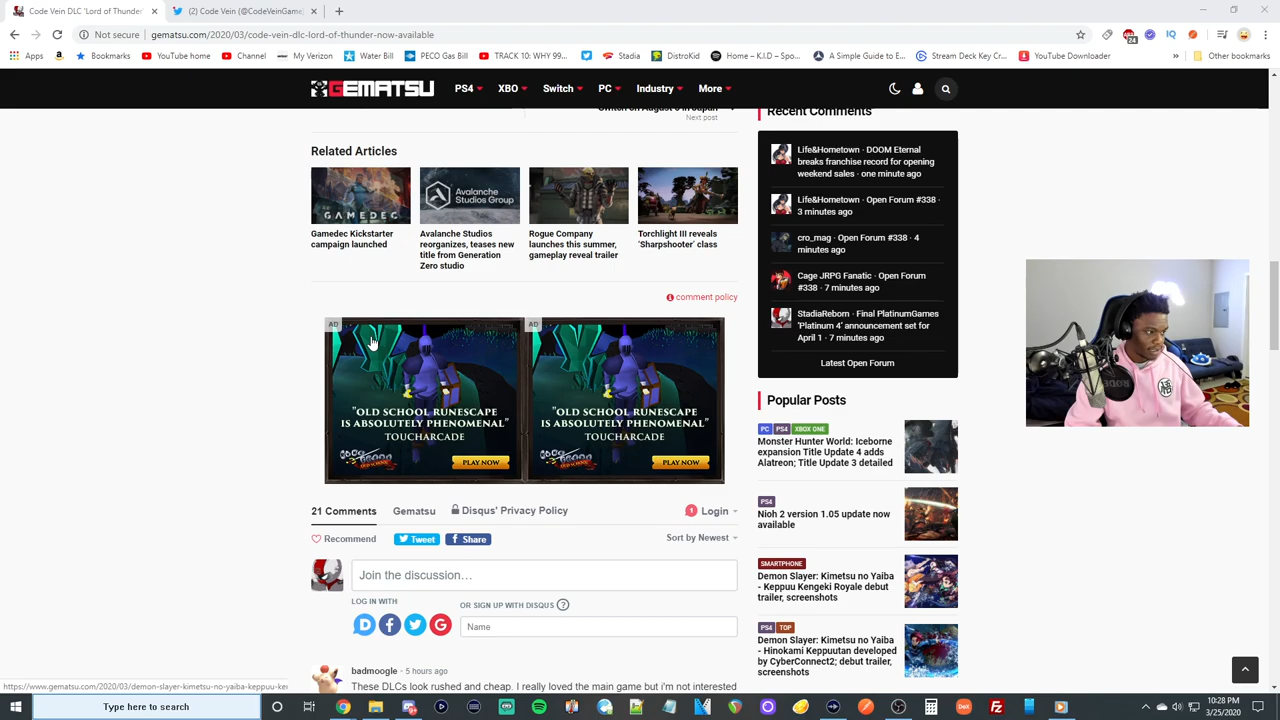 Code Vein DLC 'Lord of Thunder'
(2) Code Vein (@CodeVeinGame)
Not secure
gematsu.com/2020/03/code-vein-dlc-lord-of-thunder-now-available
Apps
Bookmarks
YouTube home
Channel
My Verizon
Water Bill
PECO Gas Bill
TRACK 10: WHY 99...
Stadia
DistroKid
Home – K.I.D – Spo...
A Simple Guide to E...
Stream Deck Key Cr...
YouTube Downloader
»
Other bookmarks
GEMATSU
PS4
XBO
Switch
PC
Industry
More
Next post
Related Articles
GAMEDEC
Avalanche
Studios Group
Gamedec Kickstarter
campaign launched
Avalanche Studios
reorganizes, teases new
title from Generation
Zero studio
Rogue Company
launches this summer,
gameplay reveal trailer
Torchlight III reveals
‘Sharpshooter’ class
comment policy
AD
"OLD SCHOOL RUNESCAPE
IS ABSOLUTELY PHENOMENAL"
TOUCHARCADE
PLAY NOW
AD
"OLD SCHOOL RUNESCAPE
IS ABSOLUTELY PHENOMENAL"
TOUCHARCADE
PLAY NOW
21 Comments
Gematsu
Disqus' Privacy Policy
1
Login
Recommend
Tweet
Share
Sort by Newest
Join the discussion...
LOG IN WITH
OR SIGN UP WITH DISQUS ?
Name
badmoogle • 5 hours ago
These DLCs look rushed and cheap. I really loved the main game but i'm not interested
Recent Comments
Life&Hometown · DOOM Eternal
breaks franchise record for opening
weekend sales · one minute ago
Life&Hometown · Open Forum #338 ·
3 minutes ago
cro_mag · Open Forum #338 · 4
minutes ago
Cage JRPG Fanatic · Open Forum
#338 · 7 minutes ago
StadiaReborn · Final PlatinumGames
‘Platinum 4’ announcement set for
April 1 · 7 minutes ago
Latest Open Forum
Popular Posts
PC PS4 XBOX ONE
Monster Hunter World: Iceborne
expansion Title Update 4 adds
Alatreon; Title Update 3 detailed
PS4
Nioh 2 version 1.05 update now
available
SMARTPHONE
Demon Slayer: Kimetsu no Yaiba
- Keppuu Kengeki Royale debut
trailer, screenshots
PS4 TOP
Demon Slayer: Kimetsu no Yaiba
- Hinokami Keppuutan developed
by CyberConnect2; debut trailer,
screenshots
RODE
https://www.gematsu.com/2020/03/demon-slayer-kimetsu-no-yaiba-keppuu-ke
Type here to search
10:28 PM
3/25/2020